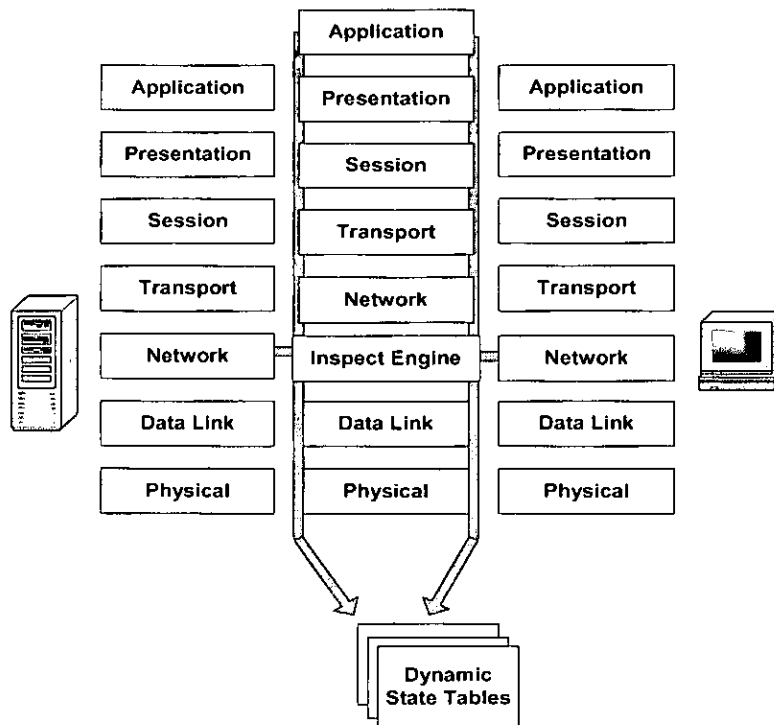 Application
Presentation
Session
Transport
Network
Data Link
Physical
Application
Presentation
Session
Transport
Network
Inspect Engine
Data Link
Physical
Application
Presentation
Session
Transport
Network
Data Link
Physical
Dynamic
State Tables